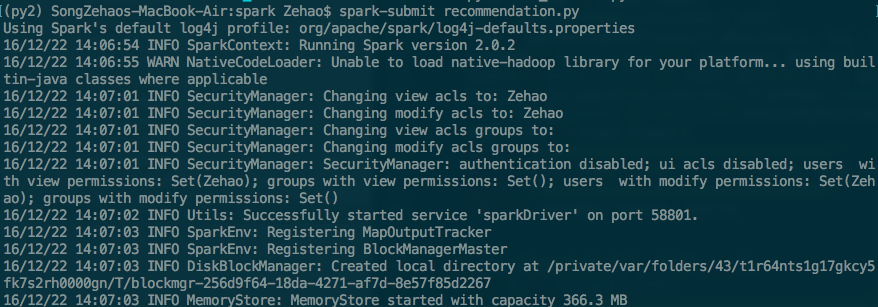 (py2) SongZehaos-MacBook-Air:spark Zehao$ spark-submit recommendation.py
Using Spark's default log4j profile: org/apache/spark/log4j-defaults.properties
16/12/22 14:06:54 INFO SparkContext: Running Spark version 2.0.2
16/12/22 14:06:55 WARN NativeCodeLoader: Unable to load native-hadoop library for your platform... using buil
tin-java classes where applicable
16/12/22 14:07:01 INFO SecurityManager: Changing view acls to: Zehao
16/12/22 14:07:01 INFO SecurityManager: Changing modify acls to: Zehao
16/12/22 14:07:01 INFO SecurityManager: Changing view acls groups to:
16/12/22 14:07:01 INFO SecurityManager: Changing modify acls groups to:
16/12/22 14:07:01 INFO SecurityManager: SecurityManager: authentication disabled; ui acls disabled; users  wi
th view permissions: Set(Zehao); groups with view permissions: Set(); users  with modify permissions: Set(Zeh
ao); groups with modify permissions: Set()
16/12/22 14:07:02 INFO Utils: Successfully started service 'sparkDriver' on port 58801.
16/12/22 14:07:03 INFO SparkEnv: Registering MapOutputTracker
16/12/22 14:07:03 INFO SparkEnv: Registering BlockManagerMaster
16/12/22 14:07:03 INFO DiskBlockManager: Created local directory at /private/var/folders/43/t1r64nts1g17gkcy5
fk7s2rh0000gn/T/blockmgr-256d9f64-18da-4271-af7d-8e57f85d2267
16/12/22 14:07:03 INFO MemoryStore: MemoryStore started with capacity 366.3 MB